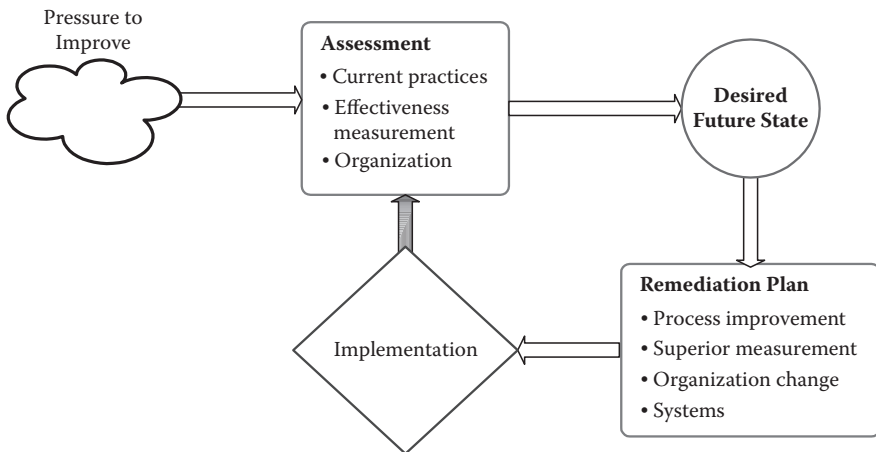 Pressure to
Improve
Assessment
• Current practices
• Effectiveness
measurement
• Organization
Desired
Future State
Remediation Plan
• Process improvement
• Superior measurement
• Organization change
• Systems
Implementation